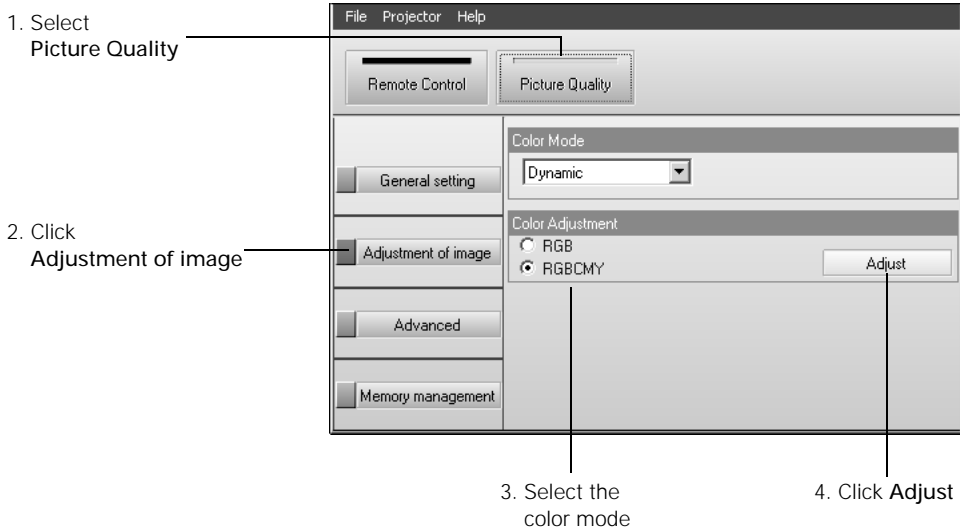 1. Select
Picture Quality
File Projector Help
Remote Control
Picture Quality
Color Mode
Dynamic
General setting
2. Click
Adjustment of image
Color Adjustment
RGB
RGBCMY
Adjust
Adjustment of image
Advanced
Memory management
3. Select the
color mode
4. Click Adjust